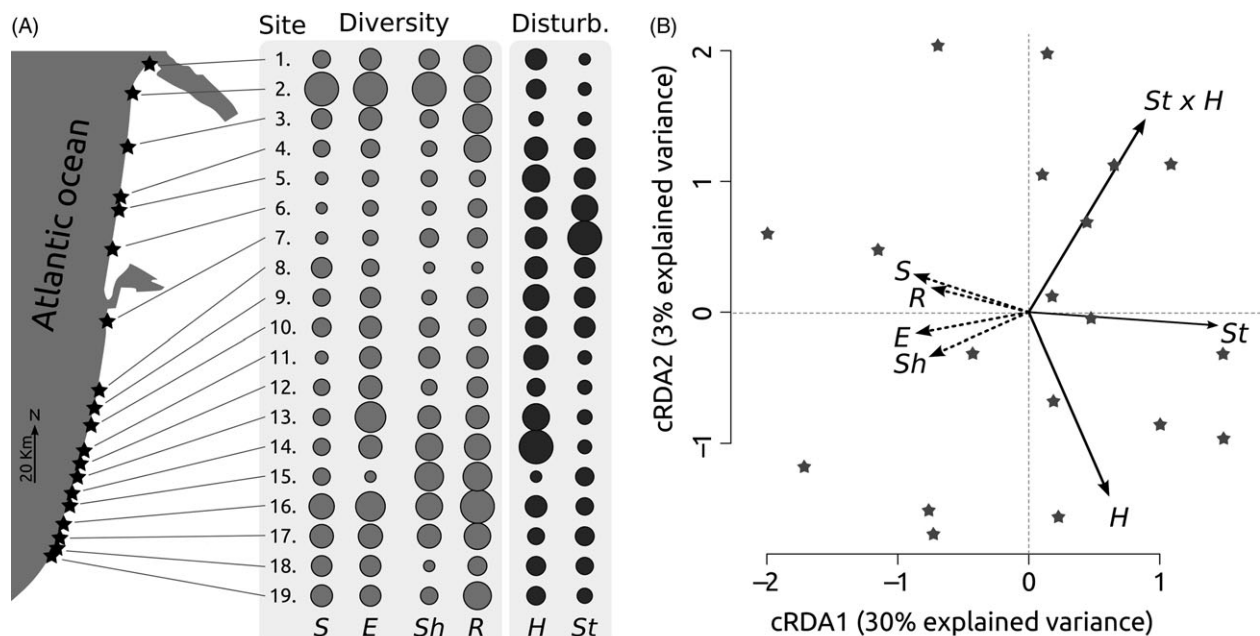 (A)
Site Diversity Disturb.
1.
2.
3.
4.
5.
6.
7.
8.
9.
10.
11.
12.
13.
14.
15.
16.
17.
18.
19.
S E Sh R H St
Atlantic ocean
20 Km
N
(B)
cRDA2 (3% explained variance)
2
1
0
−1
St x H
S
R
E
Sh
St
H
−2 −1 0 1
cRDA1 (30% explained variance)